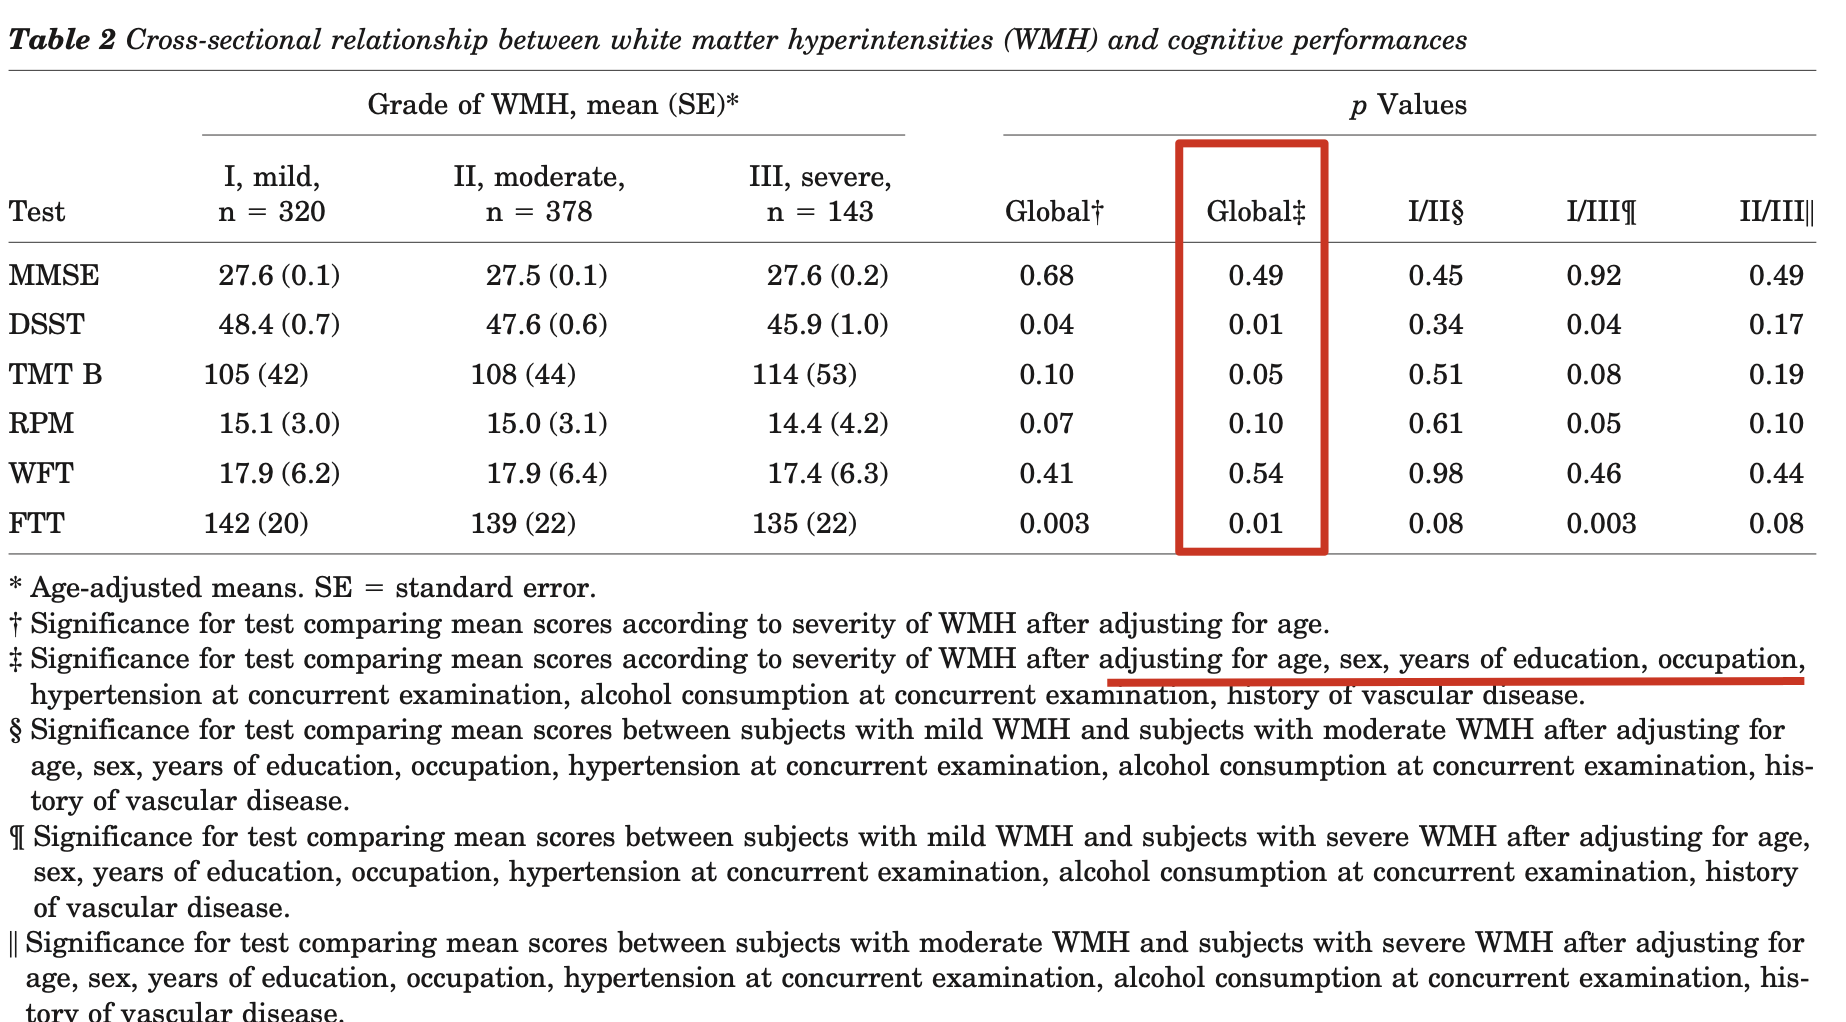 Table 2 Cross-sectional relationship between white matter hyperintensities (WMH) and cognitive performances
Grade of WMH, mean (SE)* p Values
I, mild, II, moderate, III, severe,
Test n = 320 n = 378 n = 143 Global† Global‡ I/II§ I/III¶ II/III‖
MMSE 27.6 (0.1) 27.5 (0.1) 27.6 (0.2) 0.68 0.49 0.45 0.92 0.49
DSST 48.4 (0.7) 47.6 (0.6) 45.9 (1.0) 0.04 0.01 0.34 0.04 0.17
TMT B 105 (42) 108 (44) 114 (53) 0.10 0.05 0.51 0.08 0.19
RPM 15.1 (3.0) 15.0 (3.1) 14.4 (4.2) 0.07 0.10 0.61 0.05 0.10
WFT 17.9 (6.2) 17.9 (6.4) 17.4 (6.3) 0.41 0.54 0.98 0.46 0.44
FTT 142 (20) 139 (22) 135 (22) 0.003 0.01 0.08 0.003 0.08
* Age-adjusted means. SE = standard error.
† Significance for test comparing mean scores according to severity of WMH after adjusting for age.
‡ Significance for test comparing mean scores according to severity of WMH after adjusting for age, sex, years of education, occupation,
hypertension at concurrent examination, alcohol consumption at concurrent examination, history of vascular disease.
§ Significance for test comparing mean scores between subjects with mild WMH and subjects with moderate WMH after adjusting for
age, sex, years of education, occupation, hypertension at concurrent examination, alcohol consumption at concurrent examination, his-
tory of vascular disease.
¶ Significance for test comparing mean scores between subjects with mild WMH and subjects with severe WMH after adjusting for age,
sex, years of education, occupation, hypertension at concurrent examination, alcohol consumption at concurrent examination, history
of vascular disease.
‖ Significance for test comparing mean scores between subjects with moderate WMH and subjects with severe WMH after adjusting for
age, sex, years of education, occupation, hypertension at concurrent examination, alcohol consumption at concurrent examination, his-
tory of vascular disease.